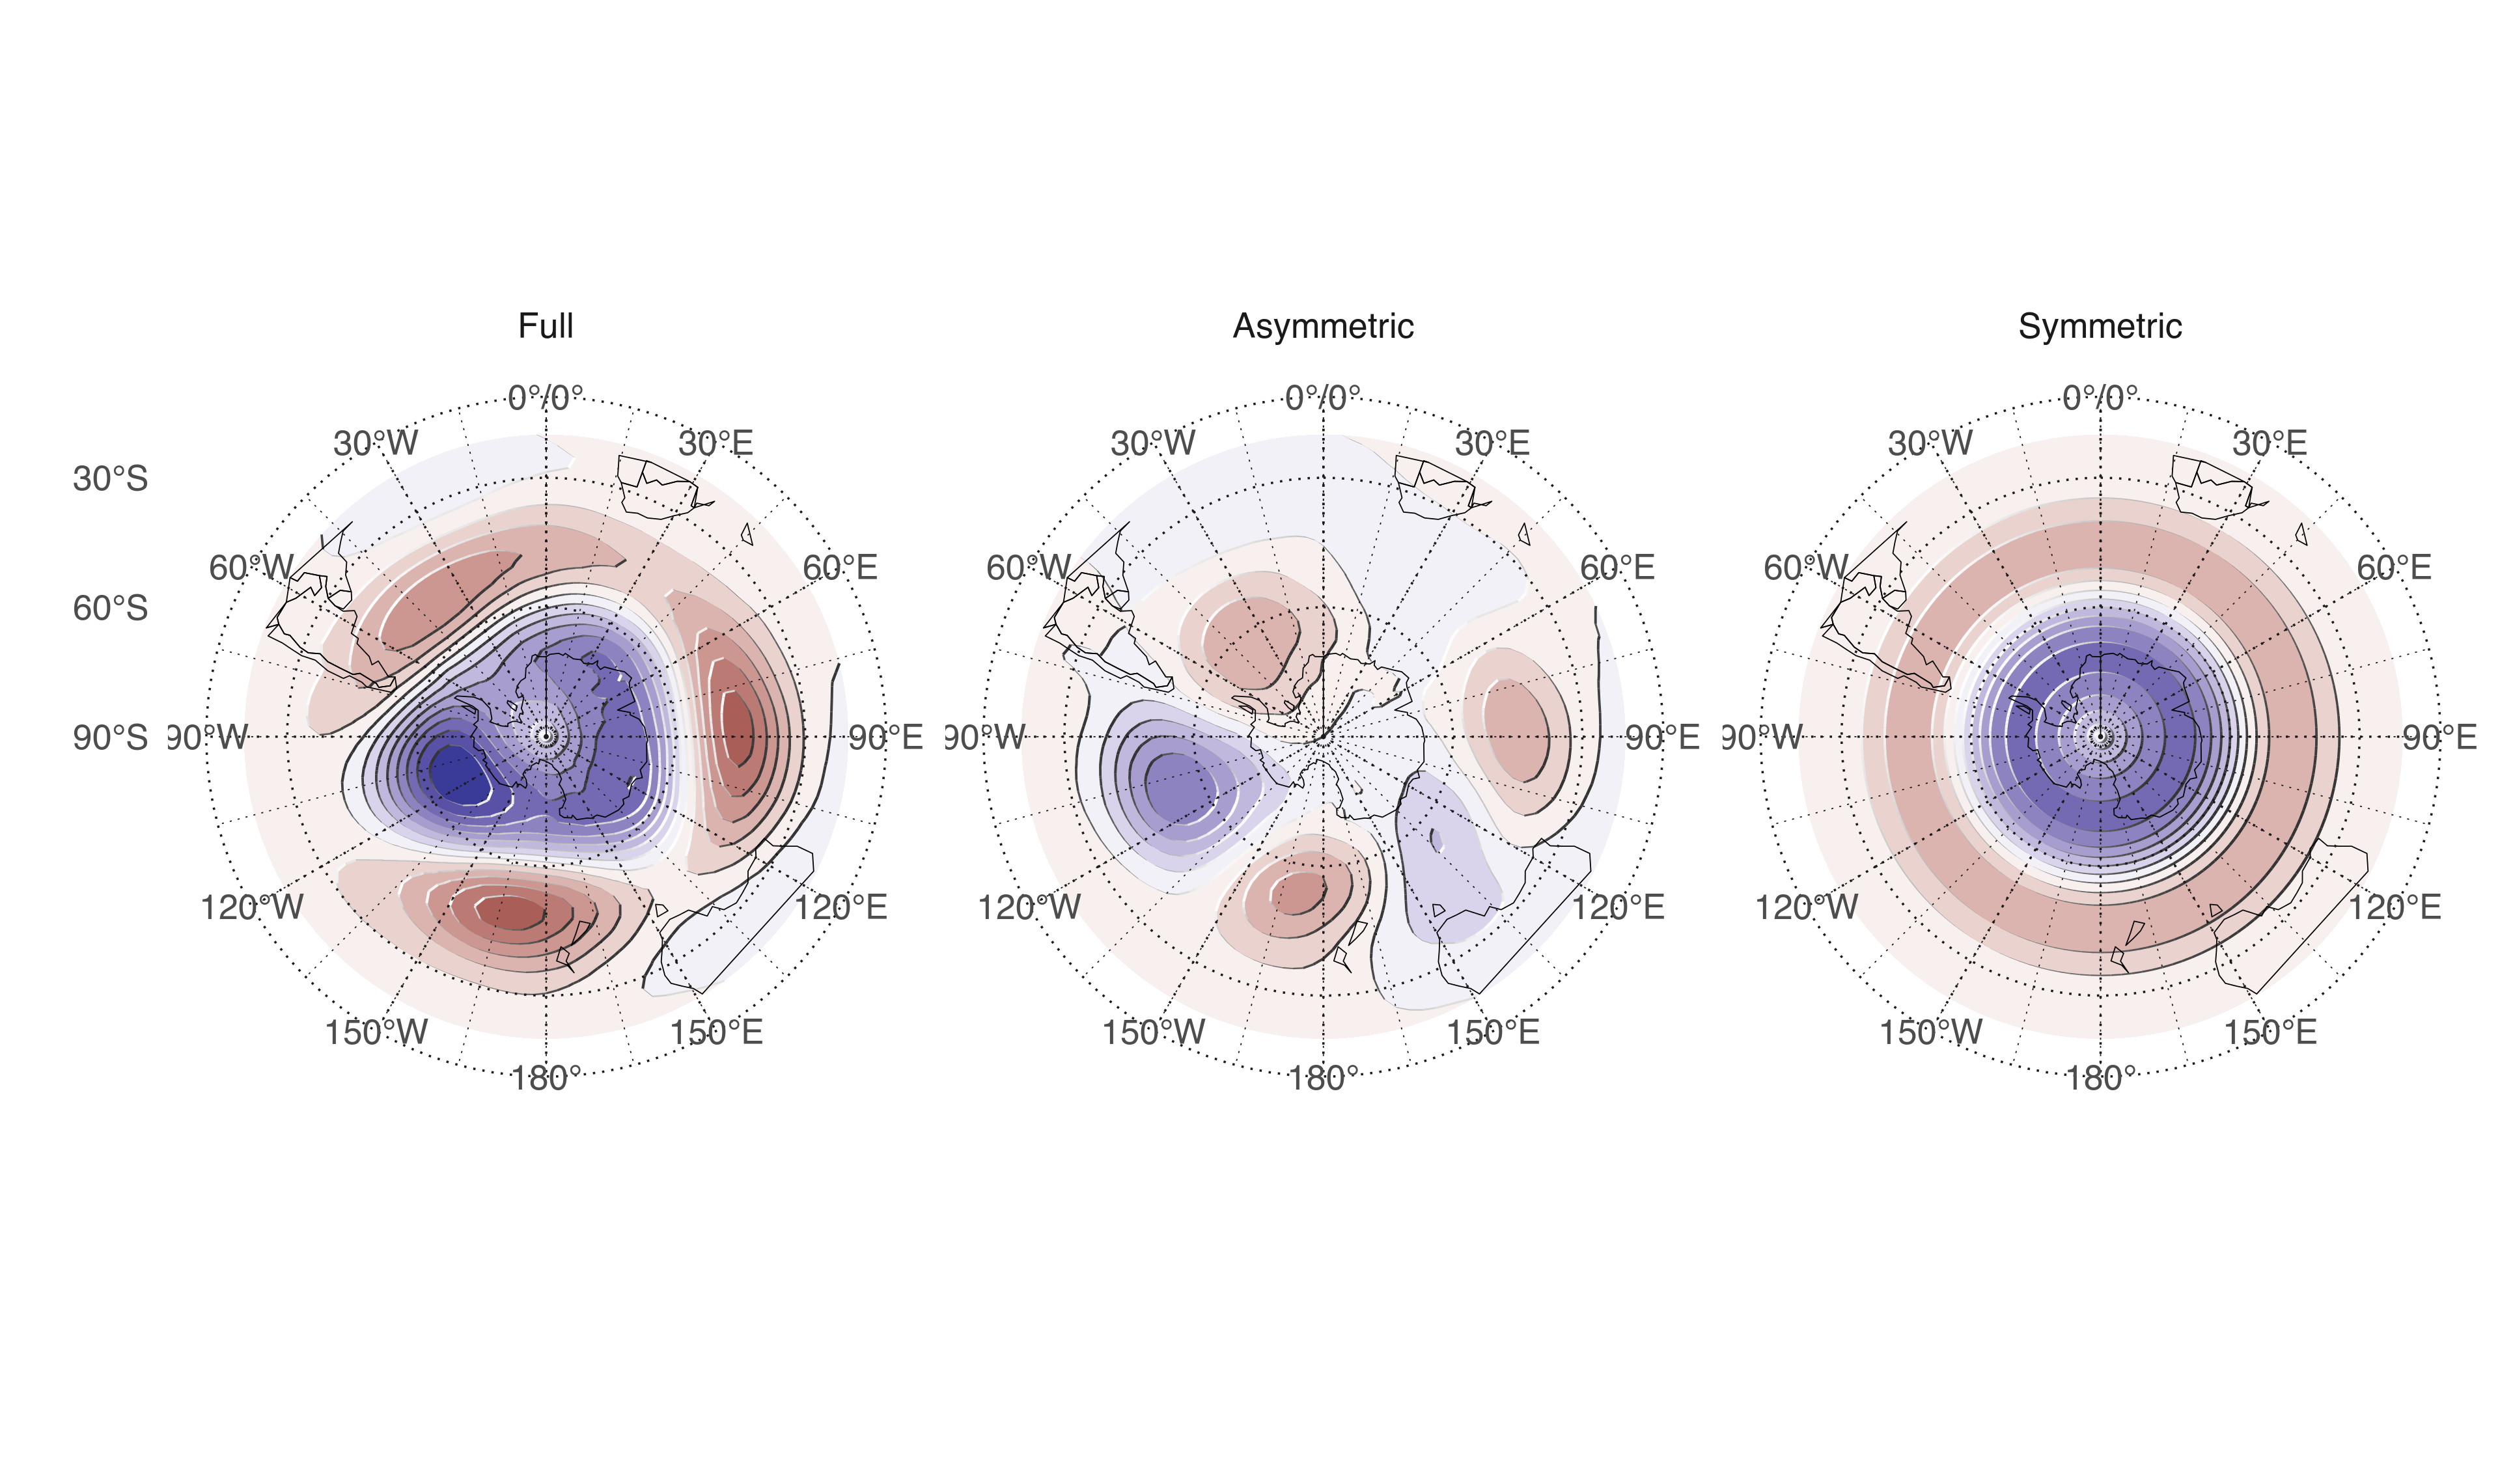 Full Asymmetric Symmetric
0°/0° 0°/0° 0°/0°
30°W 30°E 30°W 30°E 30°W 30°E
30°S
60°W 60°E 60°W 60°E 60°W 60°E
60°S
90°S 90°W 90°E 90°W 90°E 90°W 90°E
120°W 120°E 120°W 120°E 120°W 120°E
150°W 150°E 150°W 150°E 150°W 150°E
180° 180° 180°